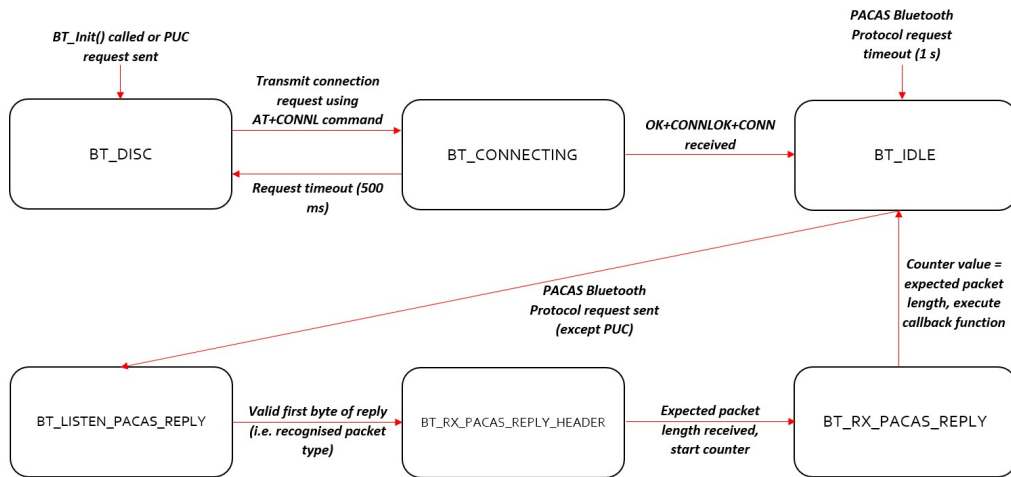 BT_Init() called or PUC
request sent
PACAS Bluetooth
Protocol request
timeout (1 s)
Transmit connection
request using
AT+CONNL command
OK+CONNLOK+CONN
received
BT_DISC
BT_CONNECTING
BT_IDLE
Request timeout (500
ms)
PACAS Bluetooth
Protocol request sent
(except PUC)
Counter value =
expected packet
length, execute
callback function
BT_LISTEN_PACAS_REPLY
Valid first byte of reply
(i.e. recognised packet
type)
BT_RX_PACAS_REPLY_HEADER
Expected packet
length received,
start counter
BT_RX_PACAS_REPLY